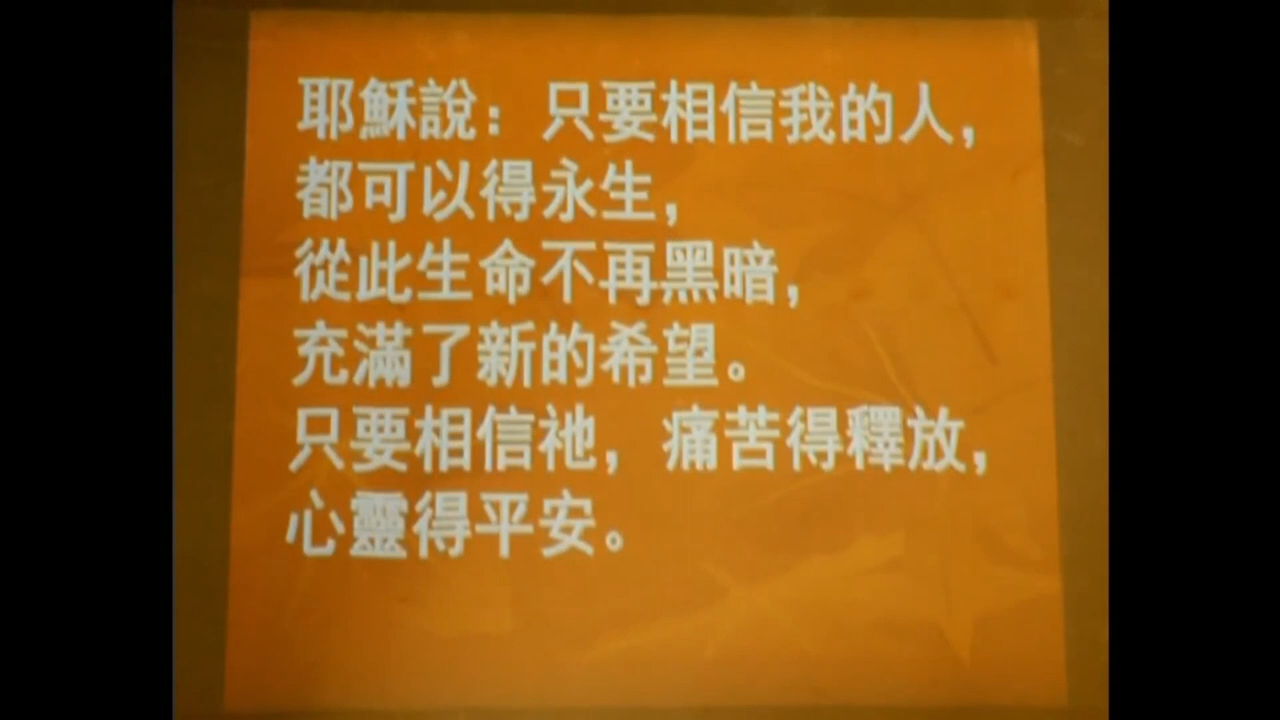 耶穌說：只要相信我的人，
都可以得永生，
從此生命不再黑暗，
充滿了新的希望。
只要相信祂，痛苦得釋放，
心靈得平安。